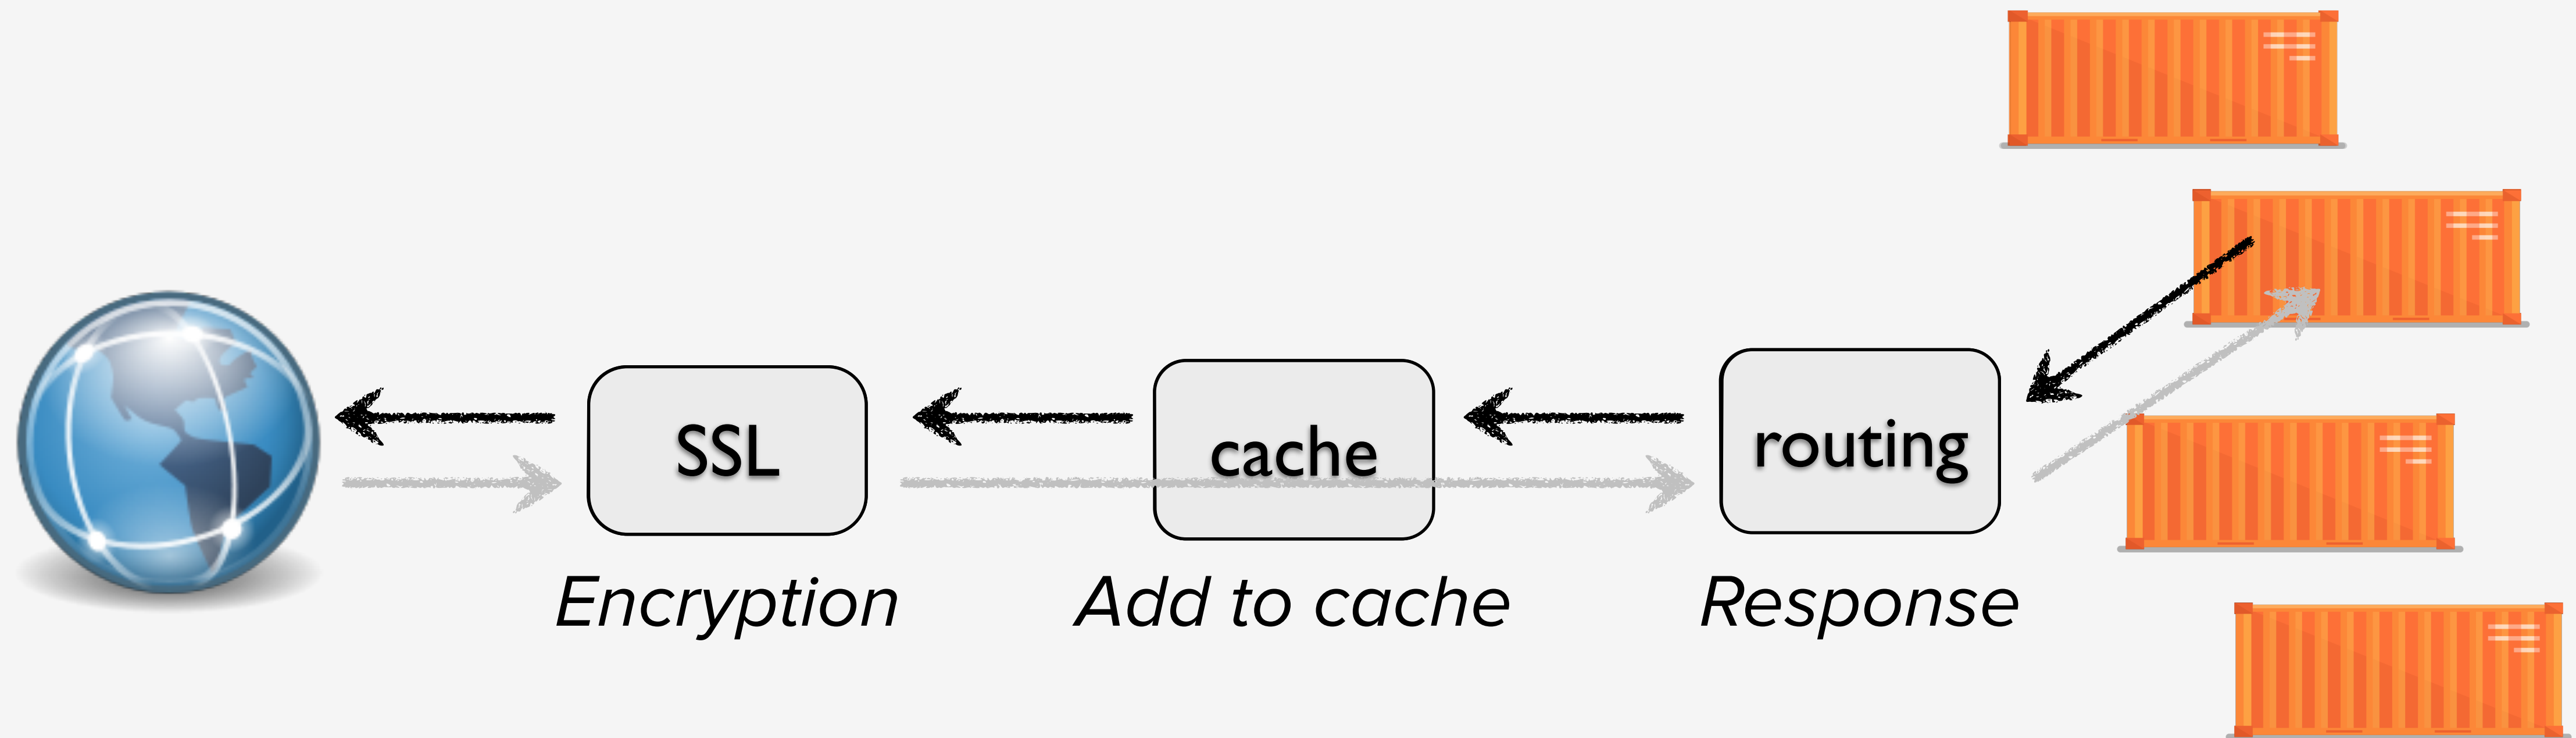 SSL
cache
routing
Encryption
Add to cache
Response